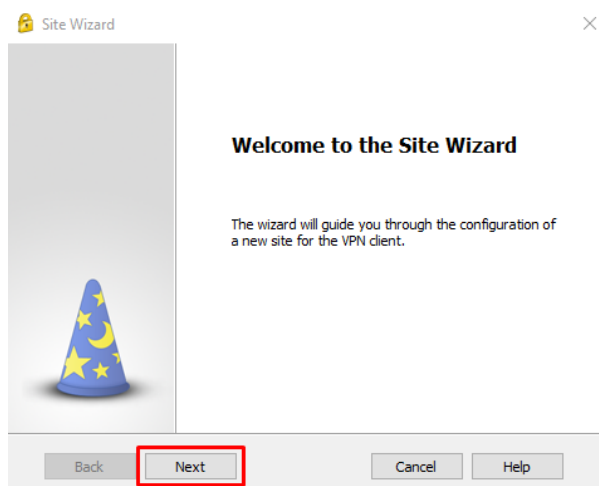 Site Wizard
Welcome to the Site Wizard
The wizard will guide you through the configuration of
a new site for the VPN client.
Back
Next
Cancel
Help